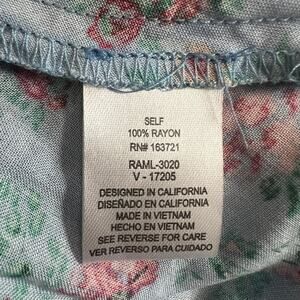 SELF
100% RAYON
RN# 163721
RAML-3020
V - 17205
DESIGNED IN CALIFORNIA
DISEÑADO EN CALIFORNIA
MADE IN VIETNAM
HECHO EN VIETNAM
SEE REVERSE FOR CARE
VER REVERSO PARA CUIDADO